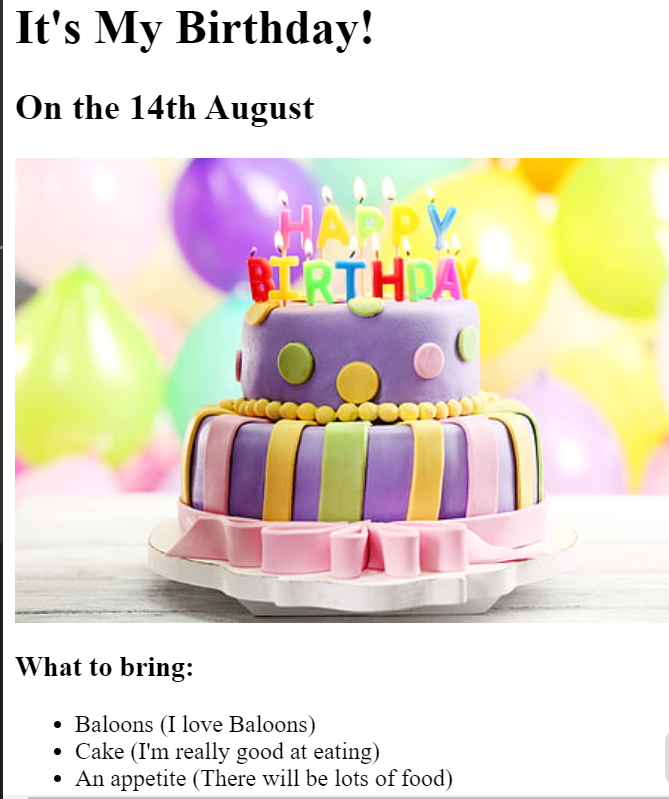 It's My Birthday!
On the 14th August
HAPPY
BIRTHDAY
What to bring:
• Baloons (I love Baloons)
• Cake (I'm really good at eating)
• An appetite (There will be lots of food)